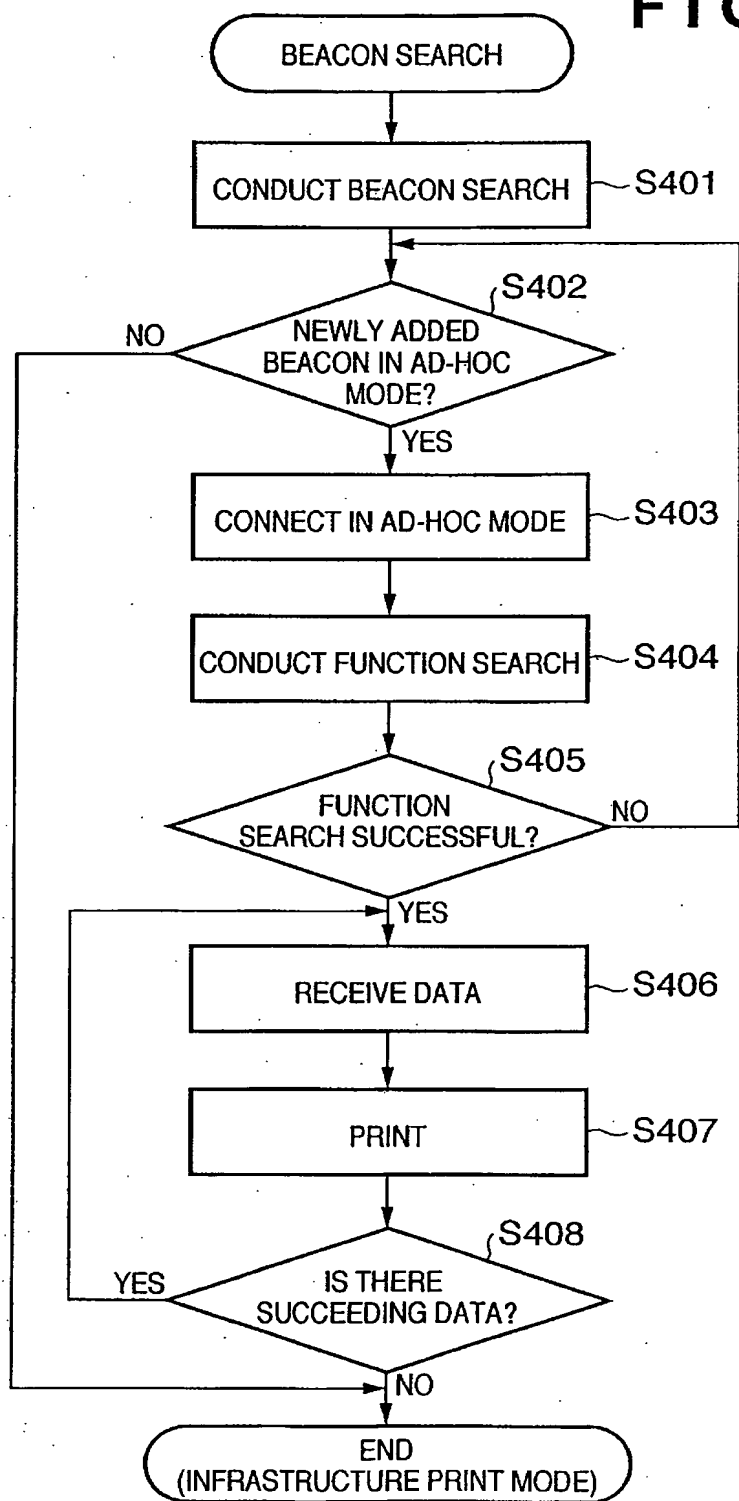 BEACON SEARCH
CONDUCT BEACON SEARCH
S401
S402
NO
NEWLY ADDED
BEACON IN AD-HOC
MODE?
YES
CONNECT IN AD-HOC MODE
S403
CONDUCT FUNCTION SEARCH
S404
S405
FUNCTION
SEARCH SUCCESSFUL?
NO
YES
RECEIVE DATA
S406
PRINT
S407
S408
YES
IS THERE
SUCCEEDING DATA?
NO
END
(INFRASTRUCTURE PRINT MODE)